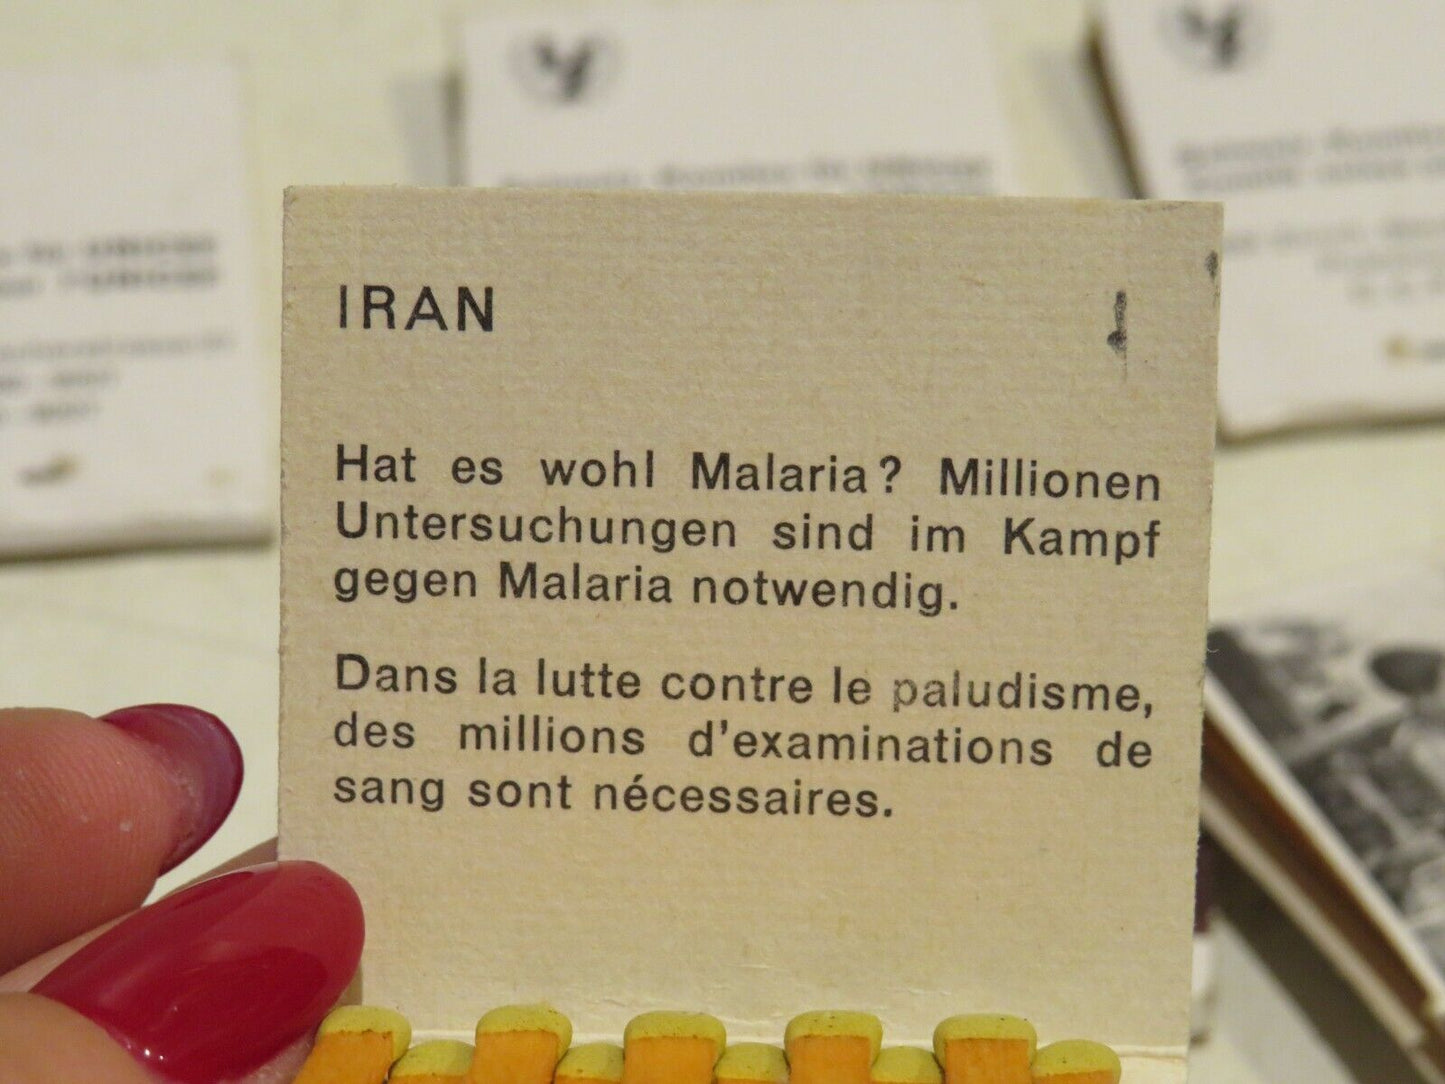 IRAN
Hat es wohl Malaria? Millionen
Untersuchungen sind im Kampf
gegen Malaria notwendig.
Dans la lutte contre le paludisme,
des millions d'examinations de
sang sont nécessaires.